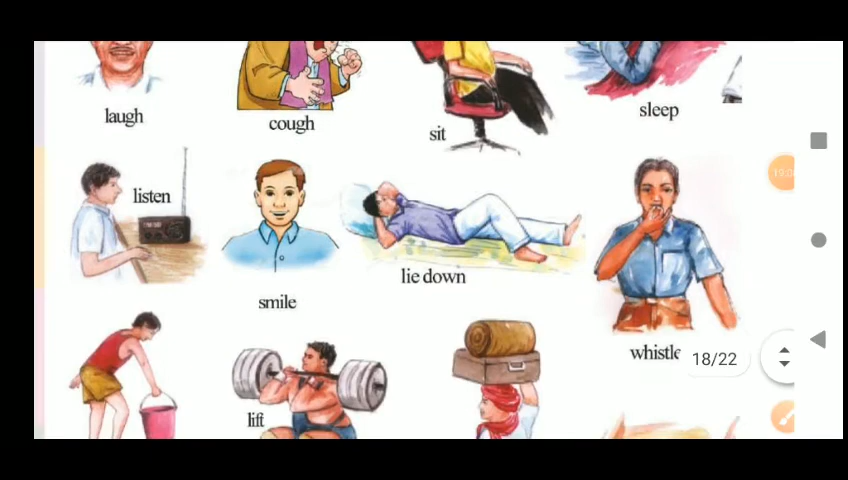 laugh
cough
sit
sleep
listen
smile
lie down
whistle
18/22
lift